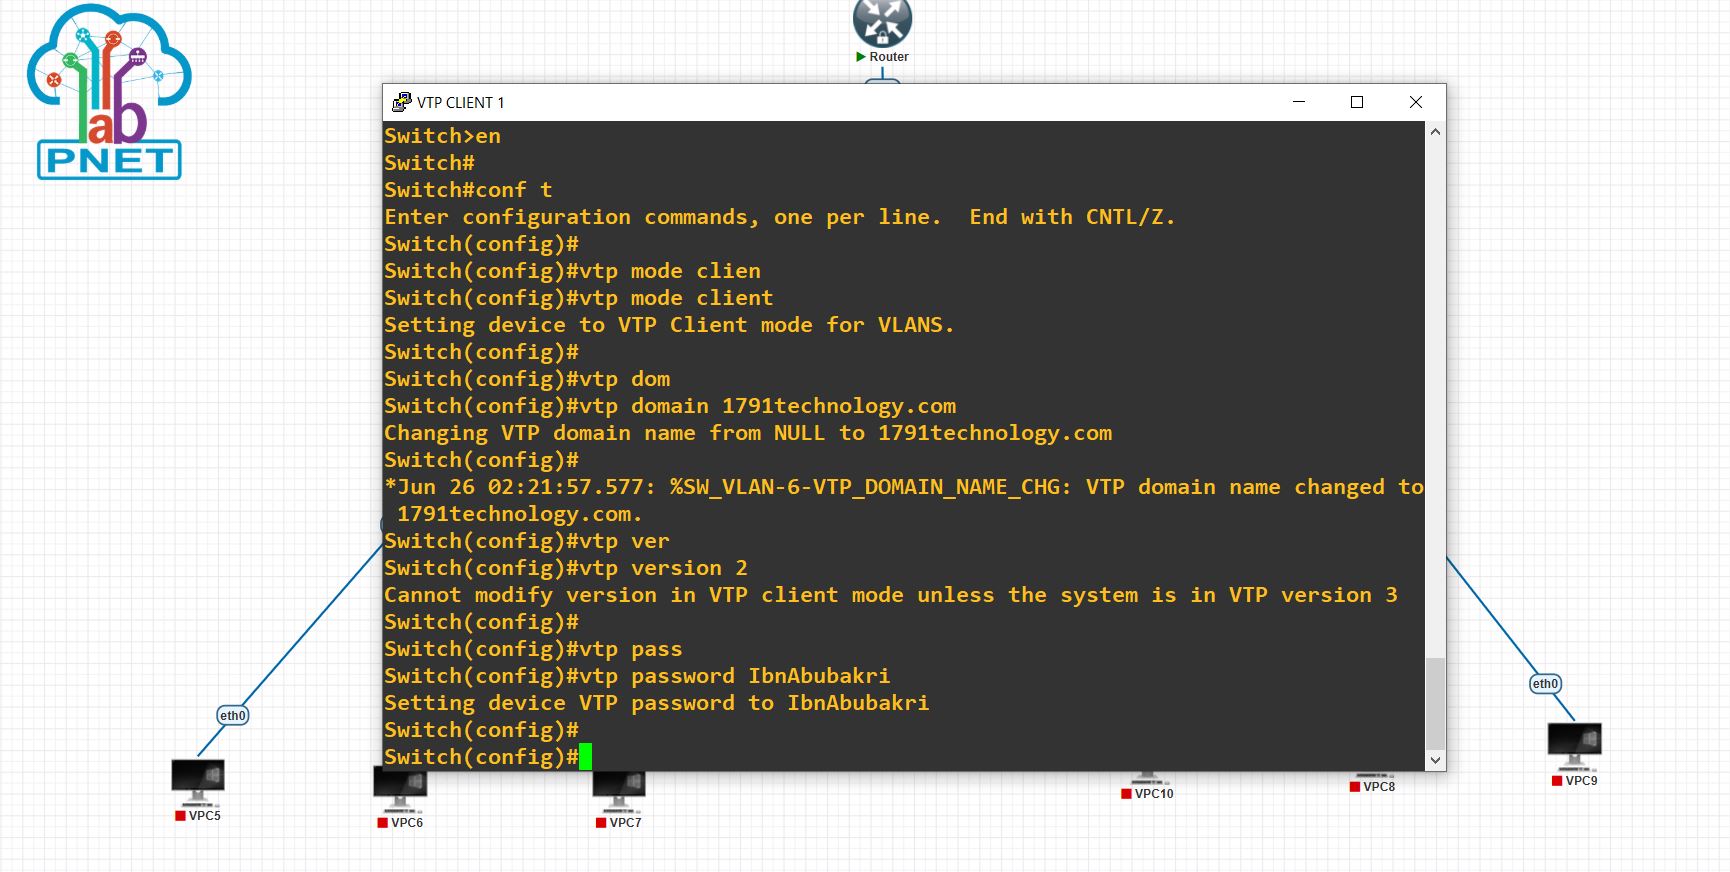 lab
PNET
Router
VTP CLIENT 1
Switch>en
Switch#
Switch#conf t
Enter configuration commands, one per line.  End with CNTL/Z.
Switch(config)#
Switch(config)#vtp mode clien
Switch(config)#vtp mode client
Setting device to VTP Client mode for VLANS.
Switch(config)#
Switch(config)#vtp dom
Switch(config)#vtp domain 1791technology.com
Changing VTP domain name from NULL to 1791technology.com
Switch(config)#
*Jun 26 02:21:57.577: %SW_VLAN-6-VTP_DOMAIN_NAME_CHG: VTP domain name changed to
 1791technology.com.
Switch(config)#vtp ver
Switch(config)#vtp version 2
Cannot modify version in VTP client mode unless the system is in VTP version 3
Switch(config)#
Switch(config)#vtp pass
Switch(config)#vtp password IbnAbubakri
Setting device VTP password to IbnAbubakri
Switch(config)#
Switch(config)#
eth0
eth0
VPC5
VPC6
VPC7
VPC10
VPC8
VPC9